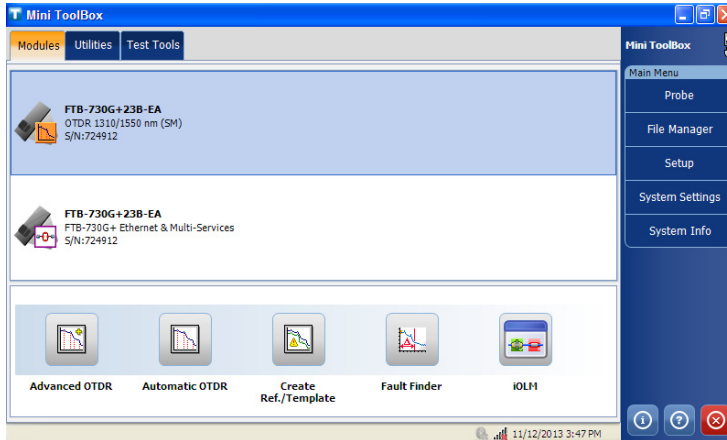 Mini ToolBox
Modules Utilities Test Tools
FTB-730G+23B-EA
OTDR 1310/1550 nm (SM)
S/N:724912
FTB-730G+23B-EA
FTB-730G+ Ethernet & Multi-Services
S/N:724912
Advanced OTDR
Automatic OTDR
Create
Ref./Template
Fault Finder
iOLM
11/12/2013 3:47 PM
Mini ToolBox
Main Menu
Probe
File Manager
Setup
System Settings
System Info